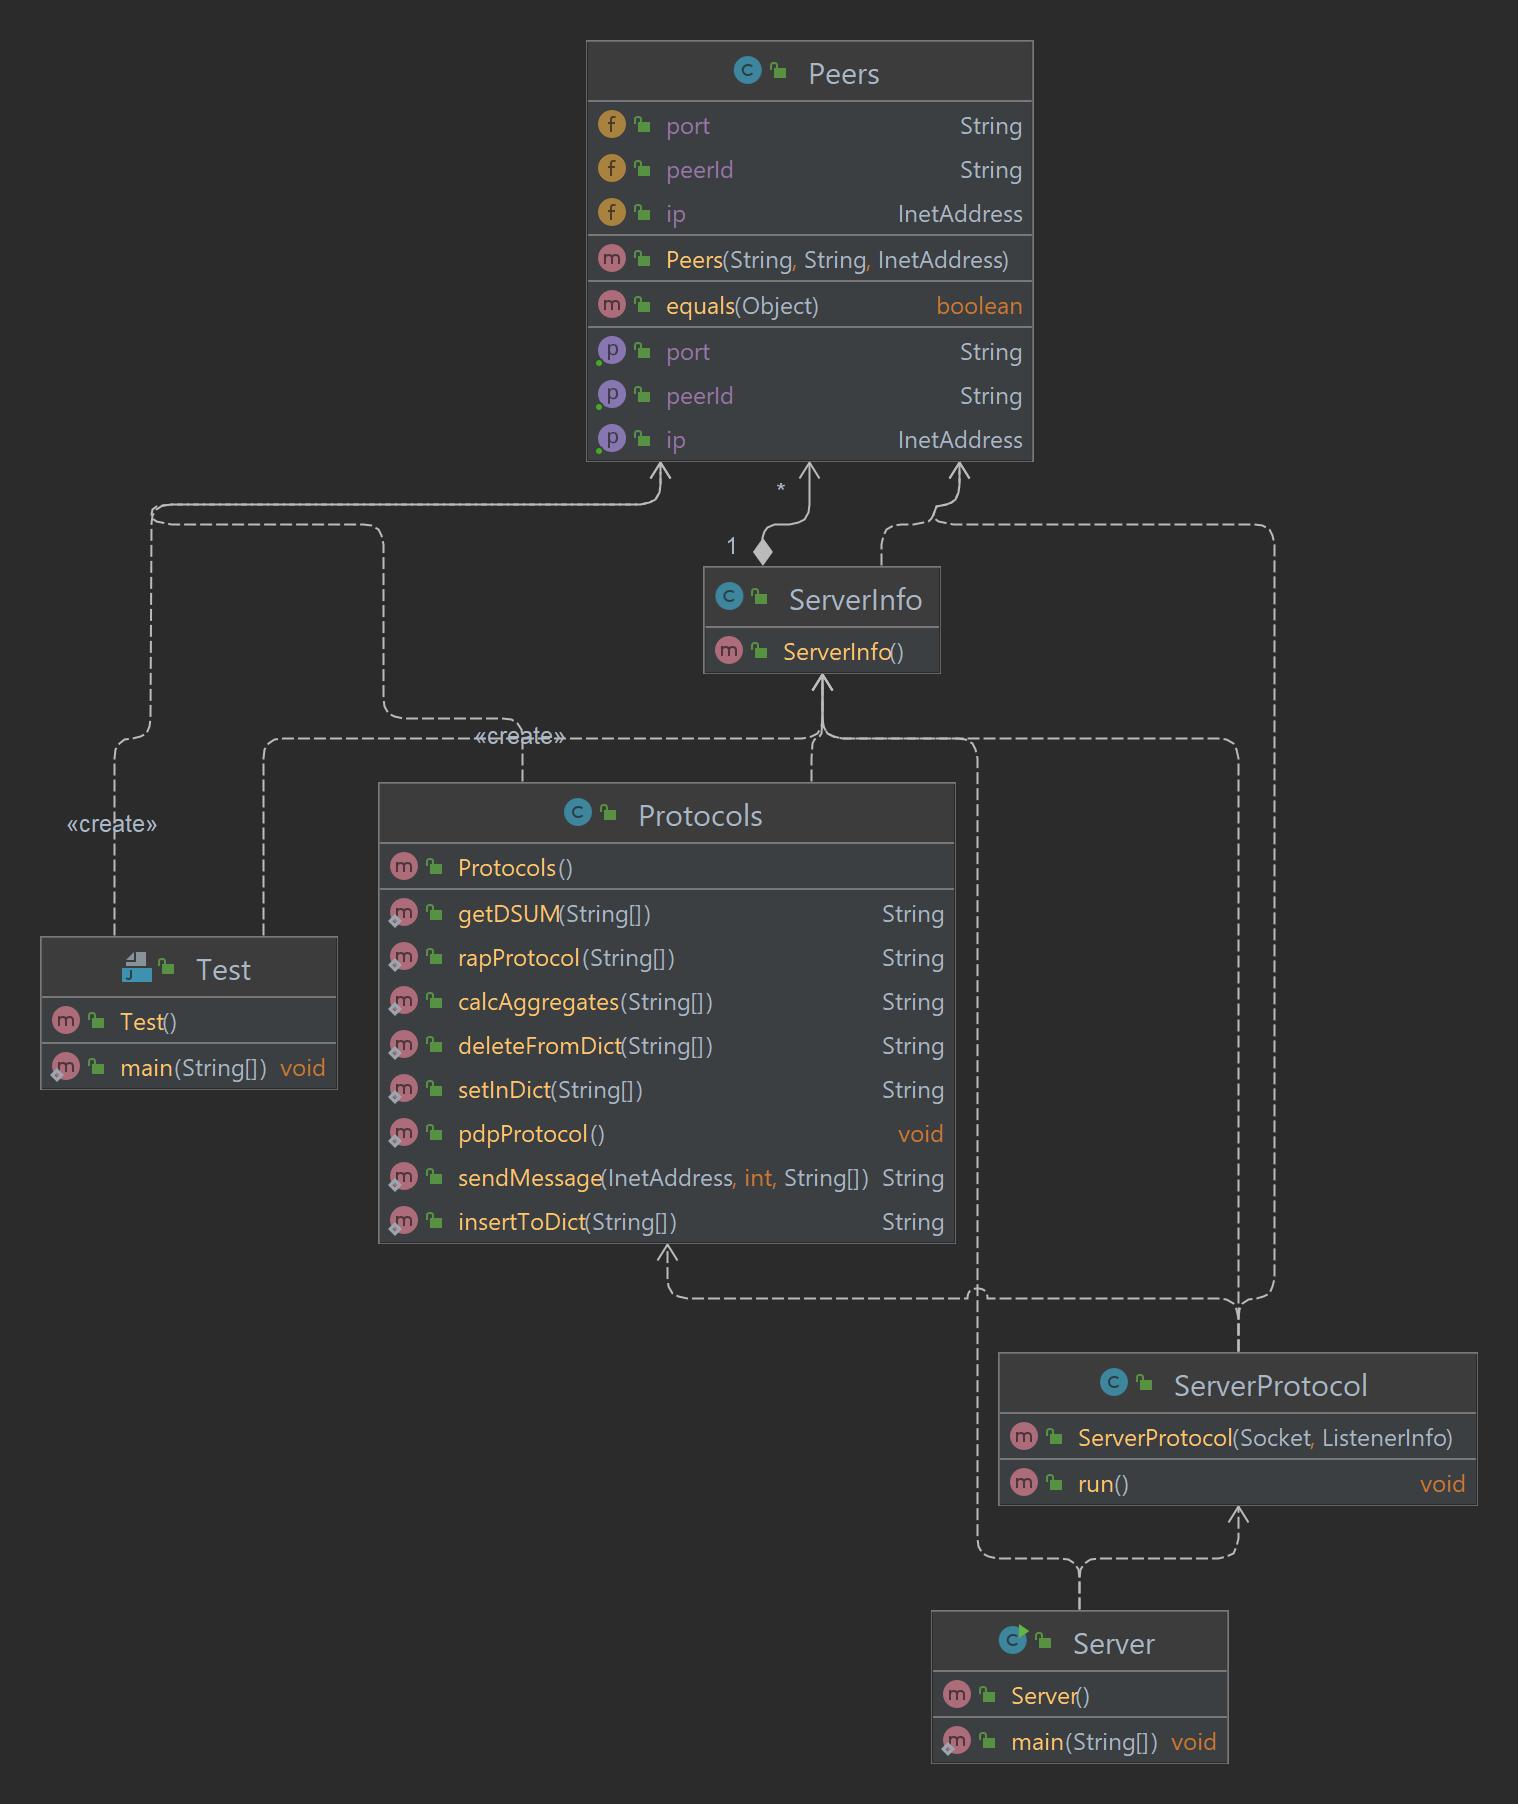 Peers
port String
peerId String
ip InetAddress
Peers(String, String, InetAddress)
equals(Object) boolean
port String
peerId String
ip InetAddress
*
1
ServerInfo
ServerInfo()
«create»
«create»
Protocols
Protocols()
getDSUM(String[]) String
rapProtocol(String[]) String
calcAggregates(String[]) String
deleteFromDict(String[]) String
setInDict(String[]) String
pdpProtocol() void
sendMessage(InetAddress, int, String[]) String
insertToDict(String[]) String
Test
Test()
main(String[]) void
ServerProtocol
ServerProtocol(Socket, ListenerInfo)
run() void
Server
Server()
main(String[]) void